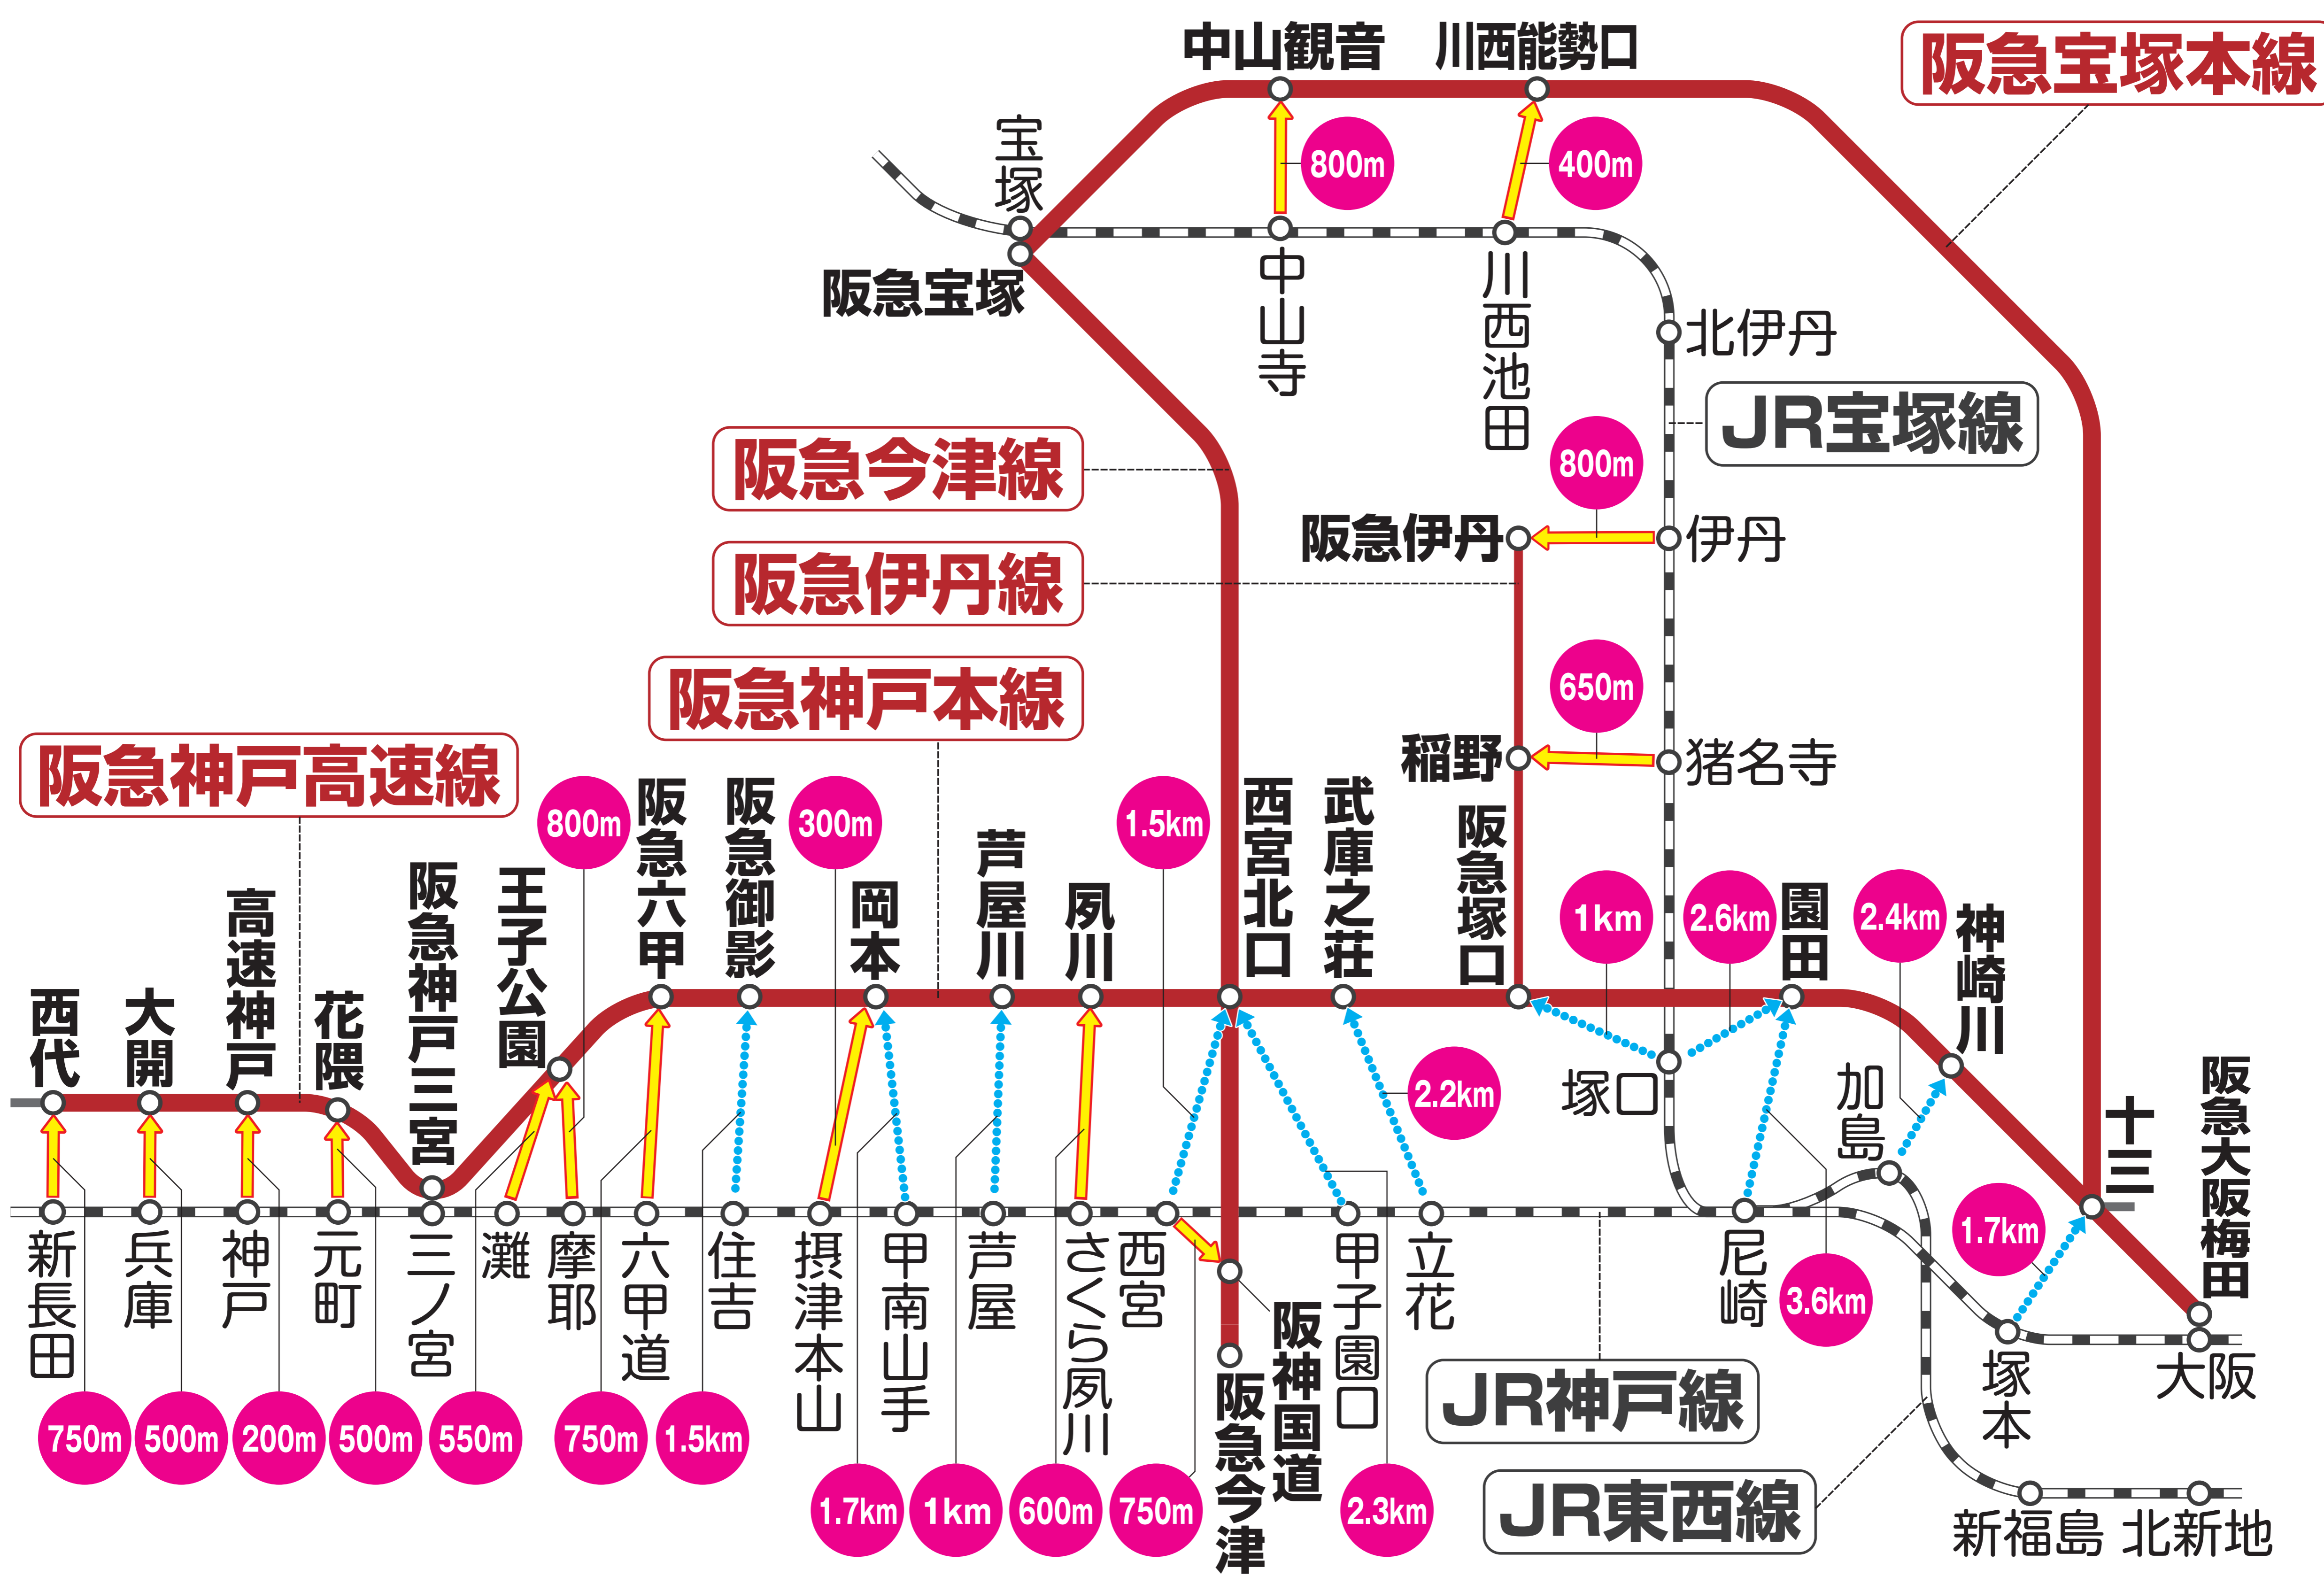 中山観音
川西能勢口
阪急宝塚本線
宝塚
800m
400m
阪急宝塚
中山寺
川西池田
北伊丹
JR宝塚線
阪急今津線
800m
阪急伊丹
伊丹
阪急伊丹線
阪急神戸本線
650m
稲野
猪名寺
阪急神戸高速線
800m
阪急六甲
阪急御影
300m
岡本
芦屋川
夙川
1.5km
西宮北口
武庫之荘
阪急塚口
1km
2.6km
園田
2.4km
神崎川
西代
大開
高速神戸
花隈
阪急神戸三宮
王子公園
2.2km
塚口
加島
十三
阪急大阪梅田
新長田
兵庫
神戸
元町
三ノ宮
灘
摩耶
六甲道
住吉
摂津本山
甲南山手
芦屋
さくら夙川
西宮
阪神国道
阪急今津
甲子園口
立花
尼崎
3.6km
1.7km
塚本
大阪
JR神戸線
JR東西線
750m
500m
200m
500m
550m
750m
1.5km
1.7km
1km
600m
750m
2.3km
新福島
北新地